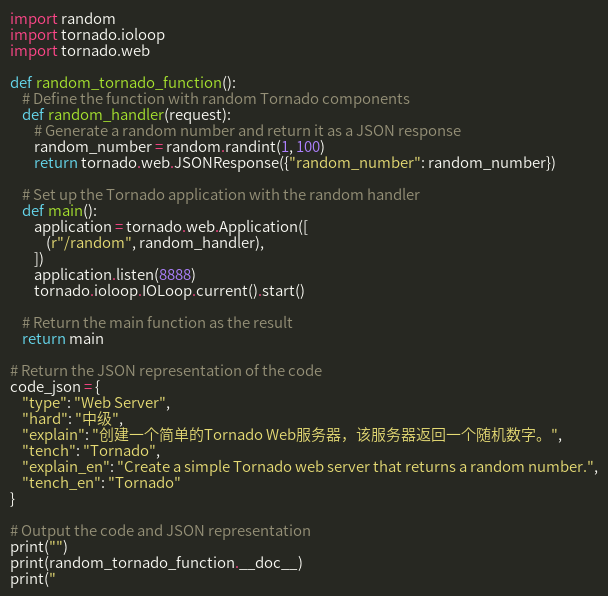 import random
import tornado.ioloop
import tornado.web

def random_tornado_function():
    # Define the function with random Tornado components
    def random_handler(request):
        # Generate a random number and return it as a JSON response
        random_number = random.randint(1, 100)
        return tornado.web.JSONResponse({"random_number": random_number})

    # Set up the Tornado application with the random handler
    def main():
        application = tornado.web.Application([
            (r"/random", random_handler),
        ])
        application.listen(8888)
        tornado.ioloop.IOLoop.current().start()

    # Return the main function as the result
    return main

# Return the JSON representation of the code
code_json = {
    "type": "Web Server",
    "hard": "中级",
    "explain": "创建一个简单的Tornado Web服务器，该服务器返回一个随机数字。",
    "tench": "Tornado",
    "explain_en": "Create a simple Tornado web server that returns a random number.",
    "tench_en": "Tornado"
}

# Output the code and JSON representation
print("")
print(random_tornado_function.__doc__)
print("